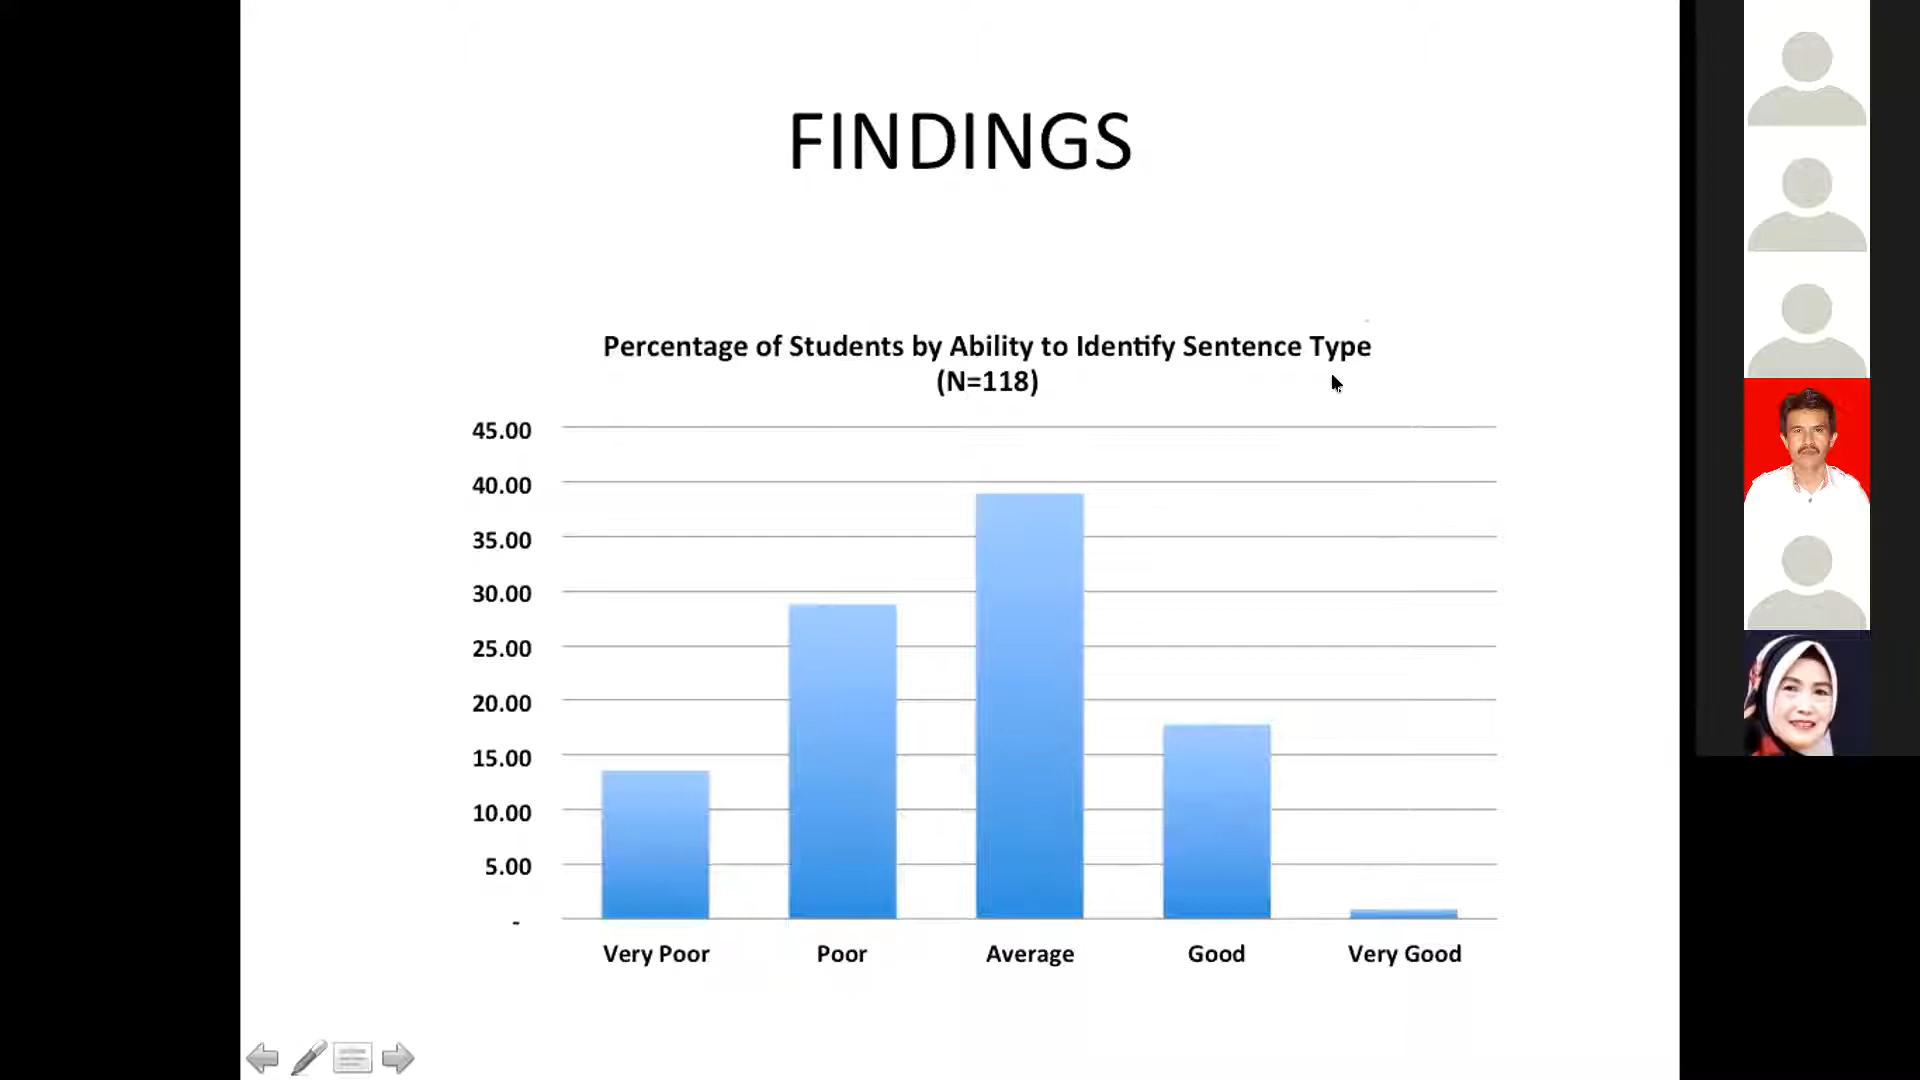 FINDINGS
Percentage of Students by Ability to Identify Sentence Type
(N=118)
45.00
40.00
35.00
30.00
25.00
20.00
15.00
10.00
5.00
-
Very Poor Poor Average Good Very Good